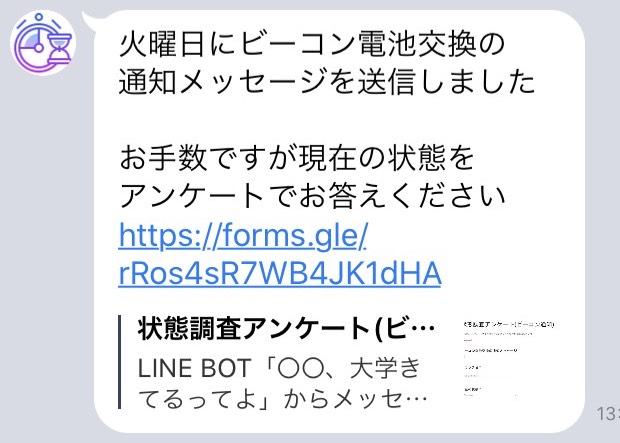 火曜日にビーコン電池交換の
通知メッセージを送信しました
お手数ですが現在の状態を
アンケートでお答えください
https://forms.gle/
rRos4sR7WB4JK1dHA
状態調査アンケート(ビ…
LINE BOT「〇〇、大学き
てるってよ」からメッセ…